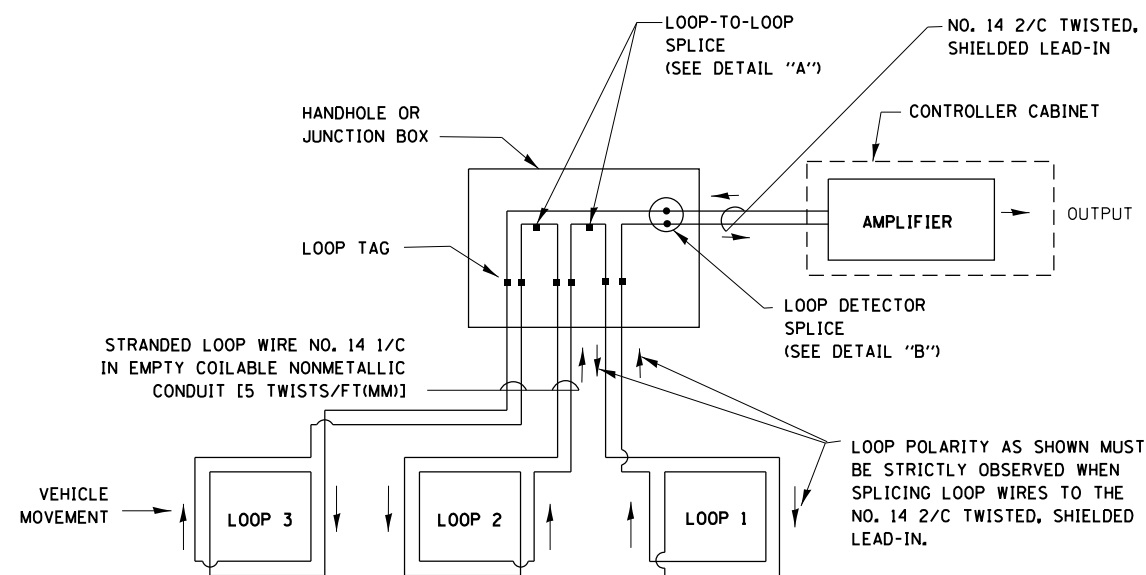 LOOP-TO-LOOP
SPLICE
(SEE DETAIL "A")
NO. 14 2/C TWISTED,
SHIELDED LEAD-IN
HANDHOLE OR
JUNCTION BOX
CONTROLLER CABINET
AMPLIFIER
OUTPUT
LOOP TAG
LOOP DETECTOR
SPLICE
(SEE DETAIL "B")
STRANDED LOOP WIRE NO. 14 1/C
IN EMPTY COILABLE NONMETALLIC
CONDUIT [5 TWISTS/FT(MM)]
LOOP POLARITY AS SHOWN MUST
BE STRICTLY OBSERVED WHEN
SPLICING LOOP WIRES TO THE
NO. 14 2/C TWISTED, SHIELDED
LEAD-IN.
VEHICLE
MOVEMENT
LOOP 3
LOOP 2
LOOP 1